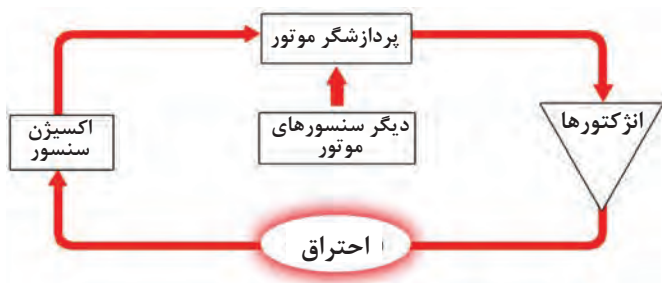 پردازشگر موتور
انژکتورها
دیگر سنسورهای
موتور
اکسیژن
سنسور
احتراق